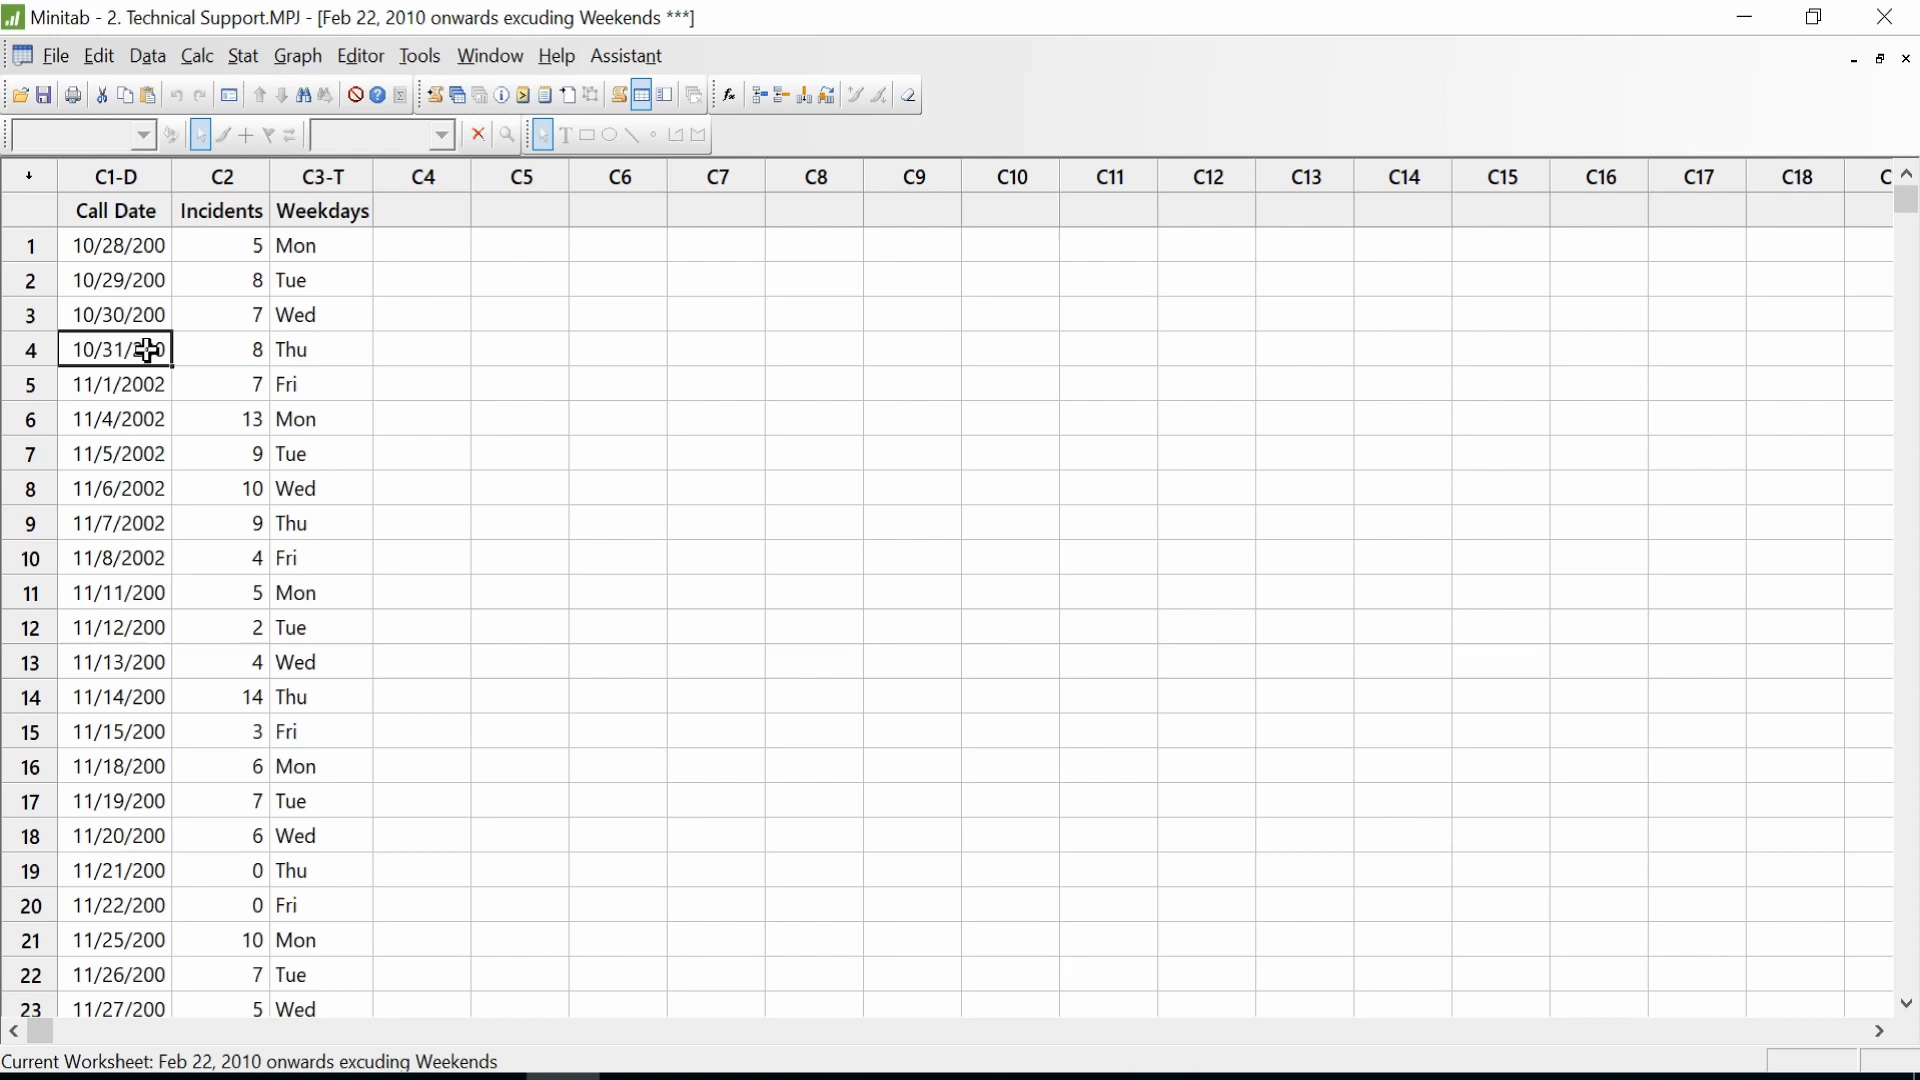 Minitab - 2. Technical Support.MPJ - [Feb 22, 2010 onwards excuding Weekends ***]
File Edit Data Calc Stat Graph Editor Tools Window Help Assistant
C1-D C2 C3-T C4 C5 C6 C7 C8 C9 C10 C11 C12 C13 C14 C15 C16 C17 C18 C
Call Date Incidents Weekdays
1 10/28/200 5 Mon
2 10/29/200 8 Tue
3 10/30/200 7 Wed
4 10/31/200 8 Thu
5 11/1/2002 7 Fri
6 11/4/2002 13 Mon
7 11/5/2002 9 Tue
8 11/6/2002 10 Wed
9 11/7/2002 9 Thu
10 11/8/2002 4 Fri
11 11/11/200 5 Mon
12 11/12/200 2 Tue
13 11/13/200 4 Wed
14 11/14/200 14 Thu
15 11/15/200 3 Fri
16 11/18/200 6 Mon
17 11/19/200 7 Tue
18 11/20/200 6 Wed
19 11/21/200 0 Thu
20 11/22/200 0 Fri
21 11/25/200 10 Mon
22 11/26/200 7 Tue
23 11/27/200 5 Wed
Current Worksheet: Feb 22, 2010 onwards excuding Weekends